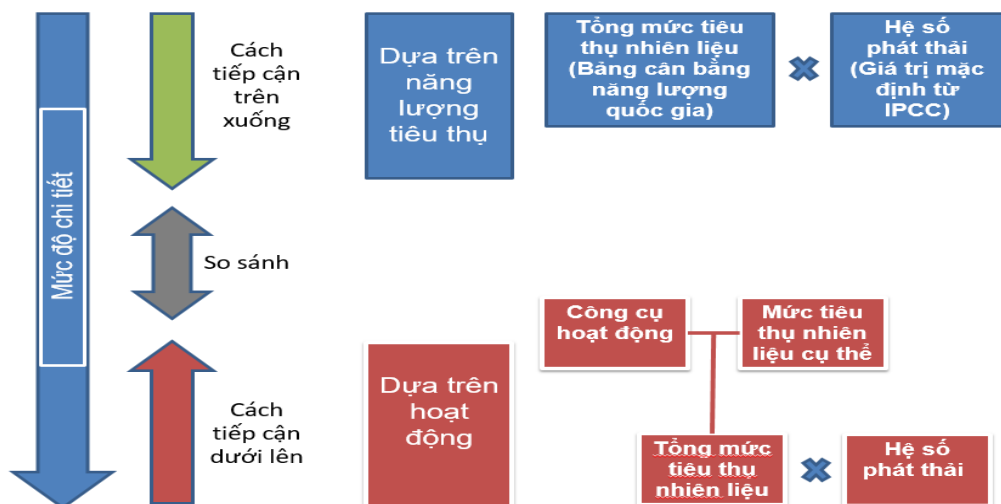 Mức độ chi tiết
Cách
tiếp cận
trên
xuống
Dựa trên
năng
lượng
tiêu thụ
Tổng mức tiêu
thụ nhiên liệu
(Bảng cân bằng
năng lượng
quốc gia)
Hệ số
phát thải
(Giá trị mặc
định từ
IPCC)
So sánh
Cách
tiếp cận
dưới lên
Dựa trên
hoạt
động
Công cụ
hoạt động
Mức tiêu
thụ nhiên
liệu cụ thể
Tổng mức
tiêu thụ
nhiên liệu
Hệ số
phát thải